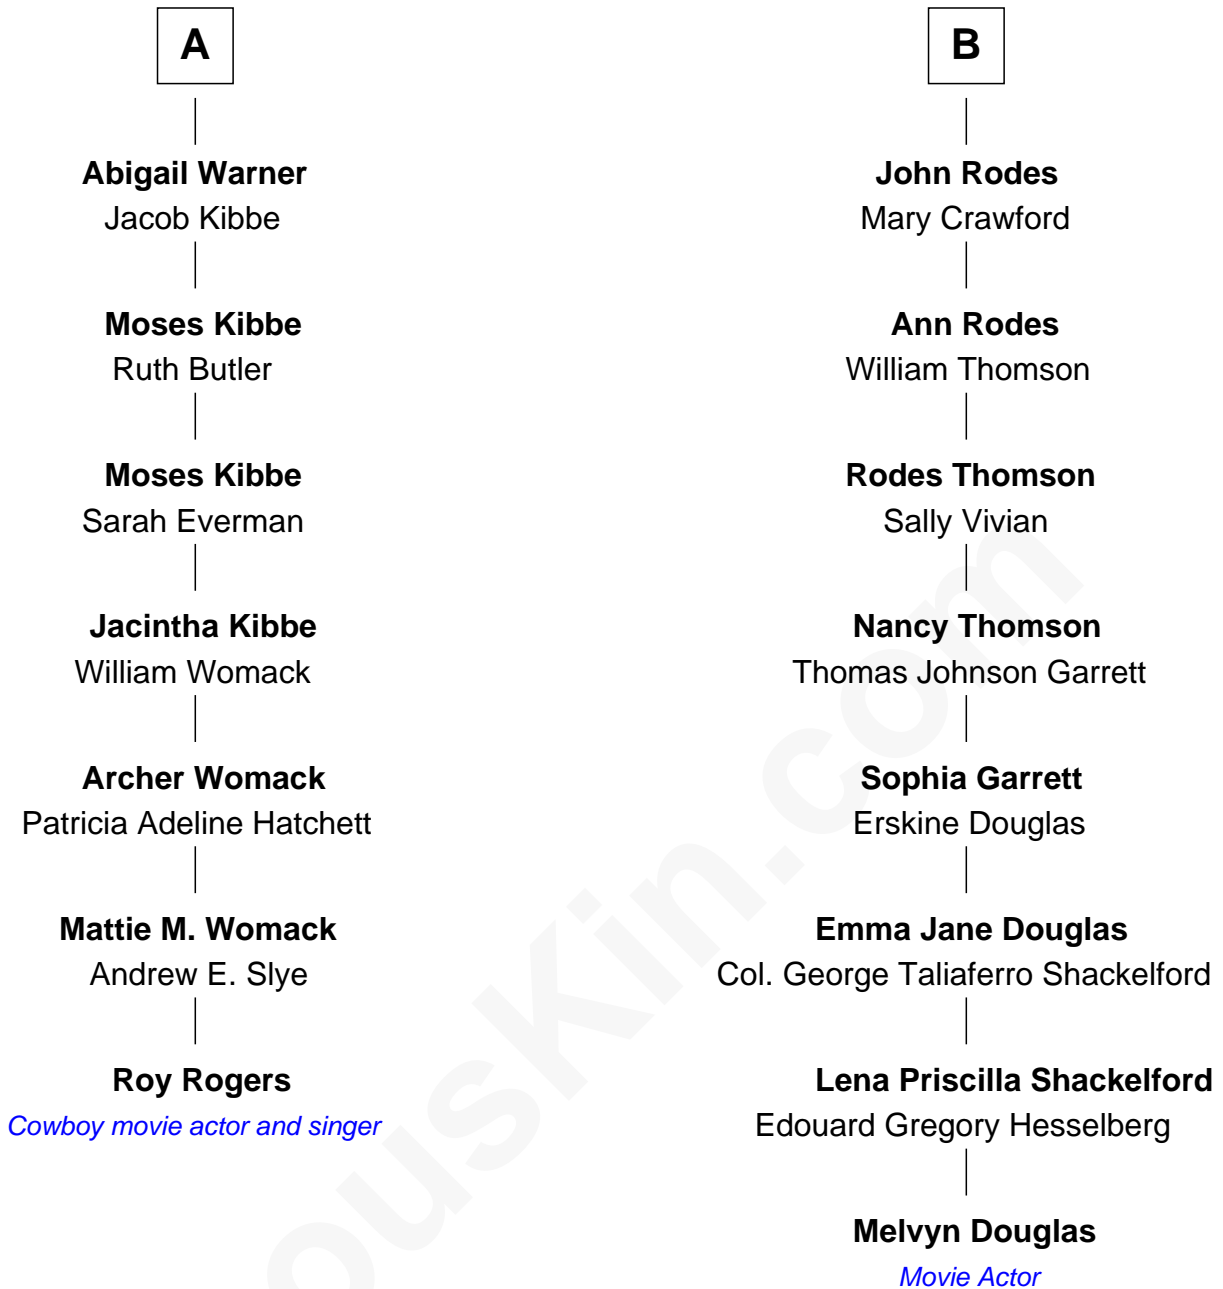 A
Abigail Warner
Jacob Kibbe
Moses Kibbe
Ruth Butler
Moses Kibbe
Sarah Everman
Jacintha Kibbe
William Womack
Archer Womack
Patricia Adeline Hatchett
Mattie M. Womack
Andrew E. Slye
Roy Rogers
Cowboy movie actor and singer
B
John Rodes
Mary Crawford
Ann Rodes
William Thomson
Rodes Thomson
Sally Vivian
Nancy Thomson
Thomas Johnson Garrett
Sophia Garrett
Erskine Douglas
Emma Jane Douglas
Col. George Taliaferro Shackelford
Lena Priscilla Shackelford
Edouard Gregory Hesselberg
Melvyn Douglas
Movie Actor
ousKin.com